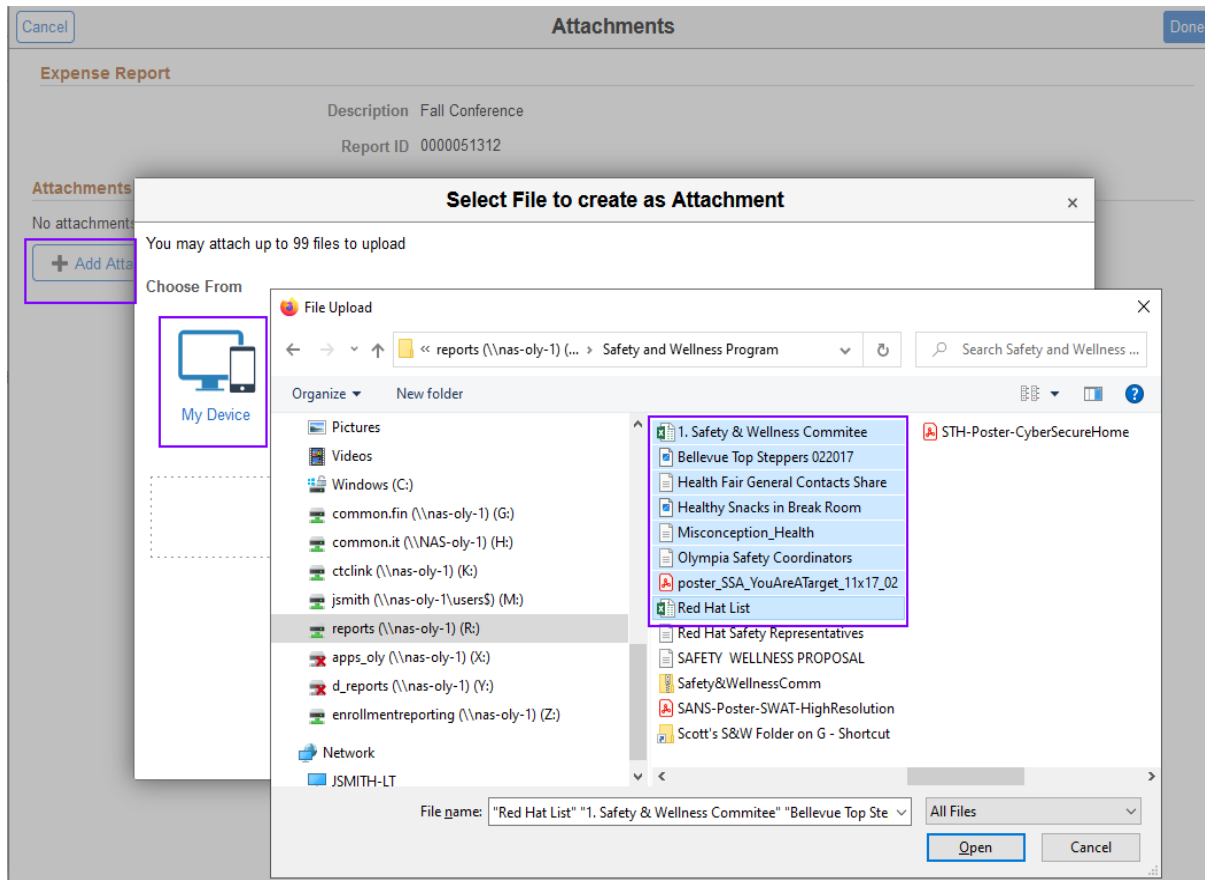 Cancel
Attachments
Done
Expense Report
Description Fall Conference
Report ID 0000051312
Attachments
No attachments
Add Atta
Select File to create as Attachment
×
You may attach up to 99 files to upload
Choose From
My Device
File Upload
« reports (\\nas-oly-1) (... › Safety and Wellness Program
Search Safety and Wellness ...
Organize
New folder
Pictures
Videos
Windows (C:)
common.fin (\\nas-oly-1) (G:)
common.it (\\NAS-oly-1) (H:)
ctclink (\\nas-oly-1) (K:)
jsmith (\\nas-oly-1\users$) (M:)
reports (\\nas-oly-1) (R:)
apps_oly (\\nas-oly-1) (X:)
d_reports (\\nas-oly-1) (Y:)
enrollmentreporting (\\nas-oly-1) (Z:)
Network
JSMITH-LT
1. Safety & Wellness Commitee
Bellevue Top Steppers 022017
Health Fair General Contacts Share
Healthy Snacks in Break Room
Misconception_Health
Olympia Safety Coordinators
poster_SSA_YouAreATarget_11x17_02
Red Hat List
Red Hat Safety Representatives
SAFETY WELLNESS PROPOSAL
Safety&WellnessComm
SANS-Poster-SWAT-HighResolution
Scott's S&W Folder on G - Shortcut
STH-Poster-CyberSecureHome
File name: "Red Hat List" "1. Safety & Wellness Commitee" "Bellevue Top Ste
All Files
Open
Cancel